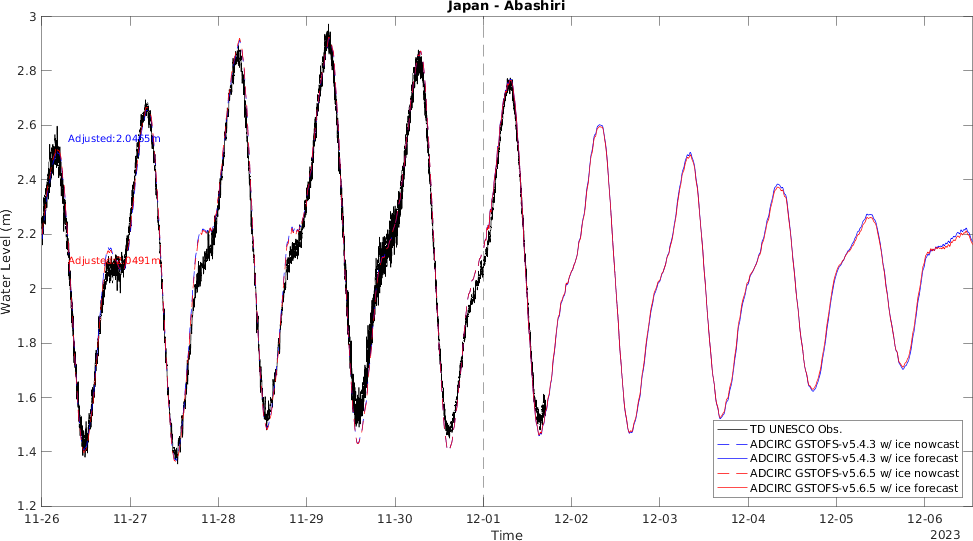 Japan - Abashiri
3
2.8
2.6
2.4
2.2
2
1.8
1.6
1.4
1.2
Water Level (m)
Adjusted:2.0465m
TD UNESCO Obs.
ADCIRC GSTOFS-v5.4.3 w/ ice nowcast
ADCIRC GSTOFS-v5.4.3 w/ ice forecast
ADCIRC GSTOFS-v5.6.5 w/ ice nowcast
ADCIRC GSTOFS-v5.6.5 w/ ice forecast
11-26 11-27 11-28 11-29 11-30 12-01 12-02 12-03 12-04 12-05 12-06
Time
2023